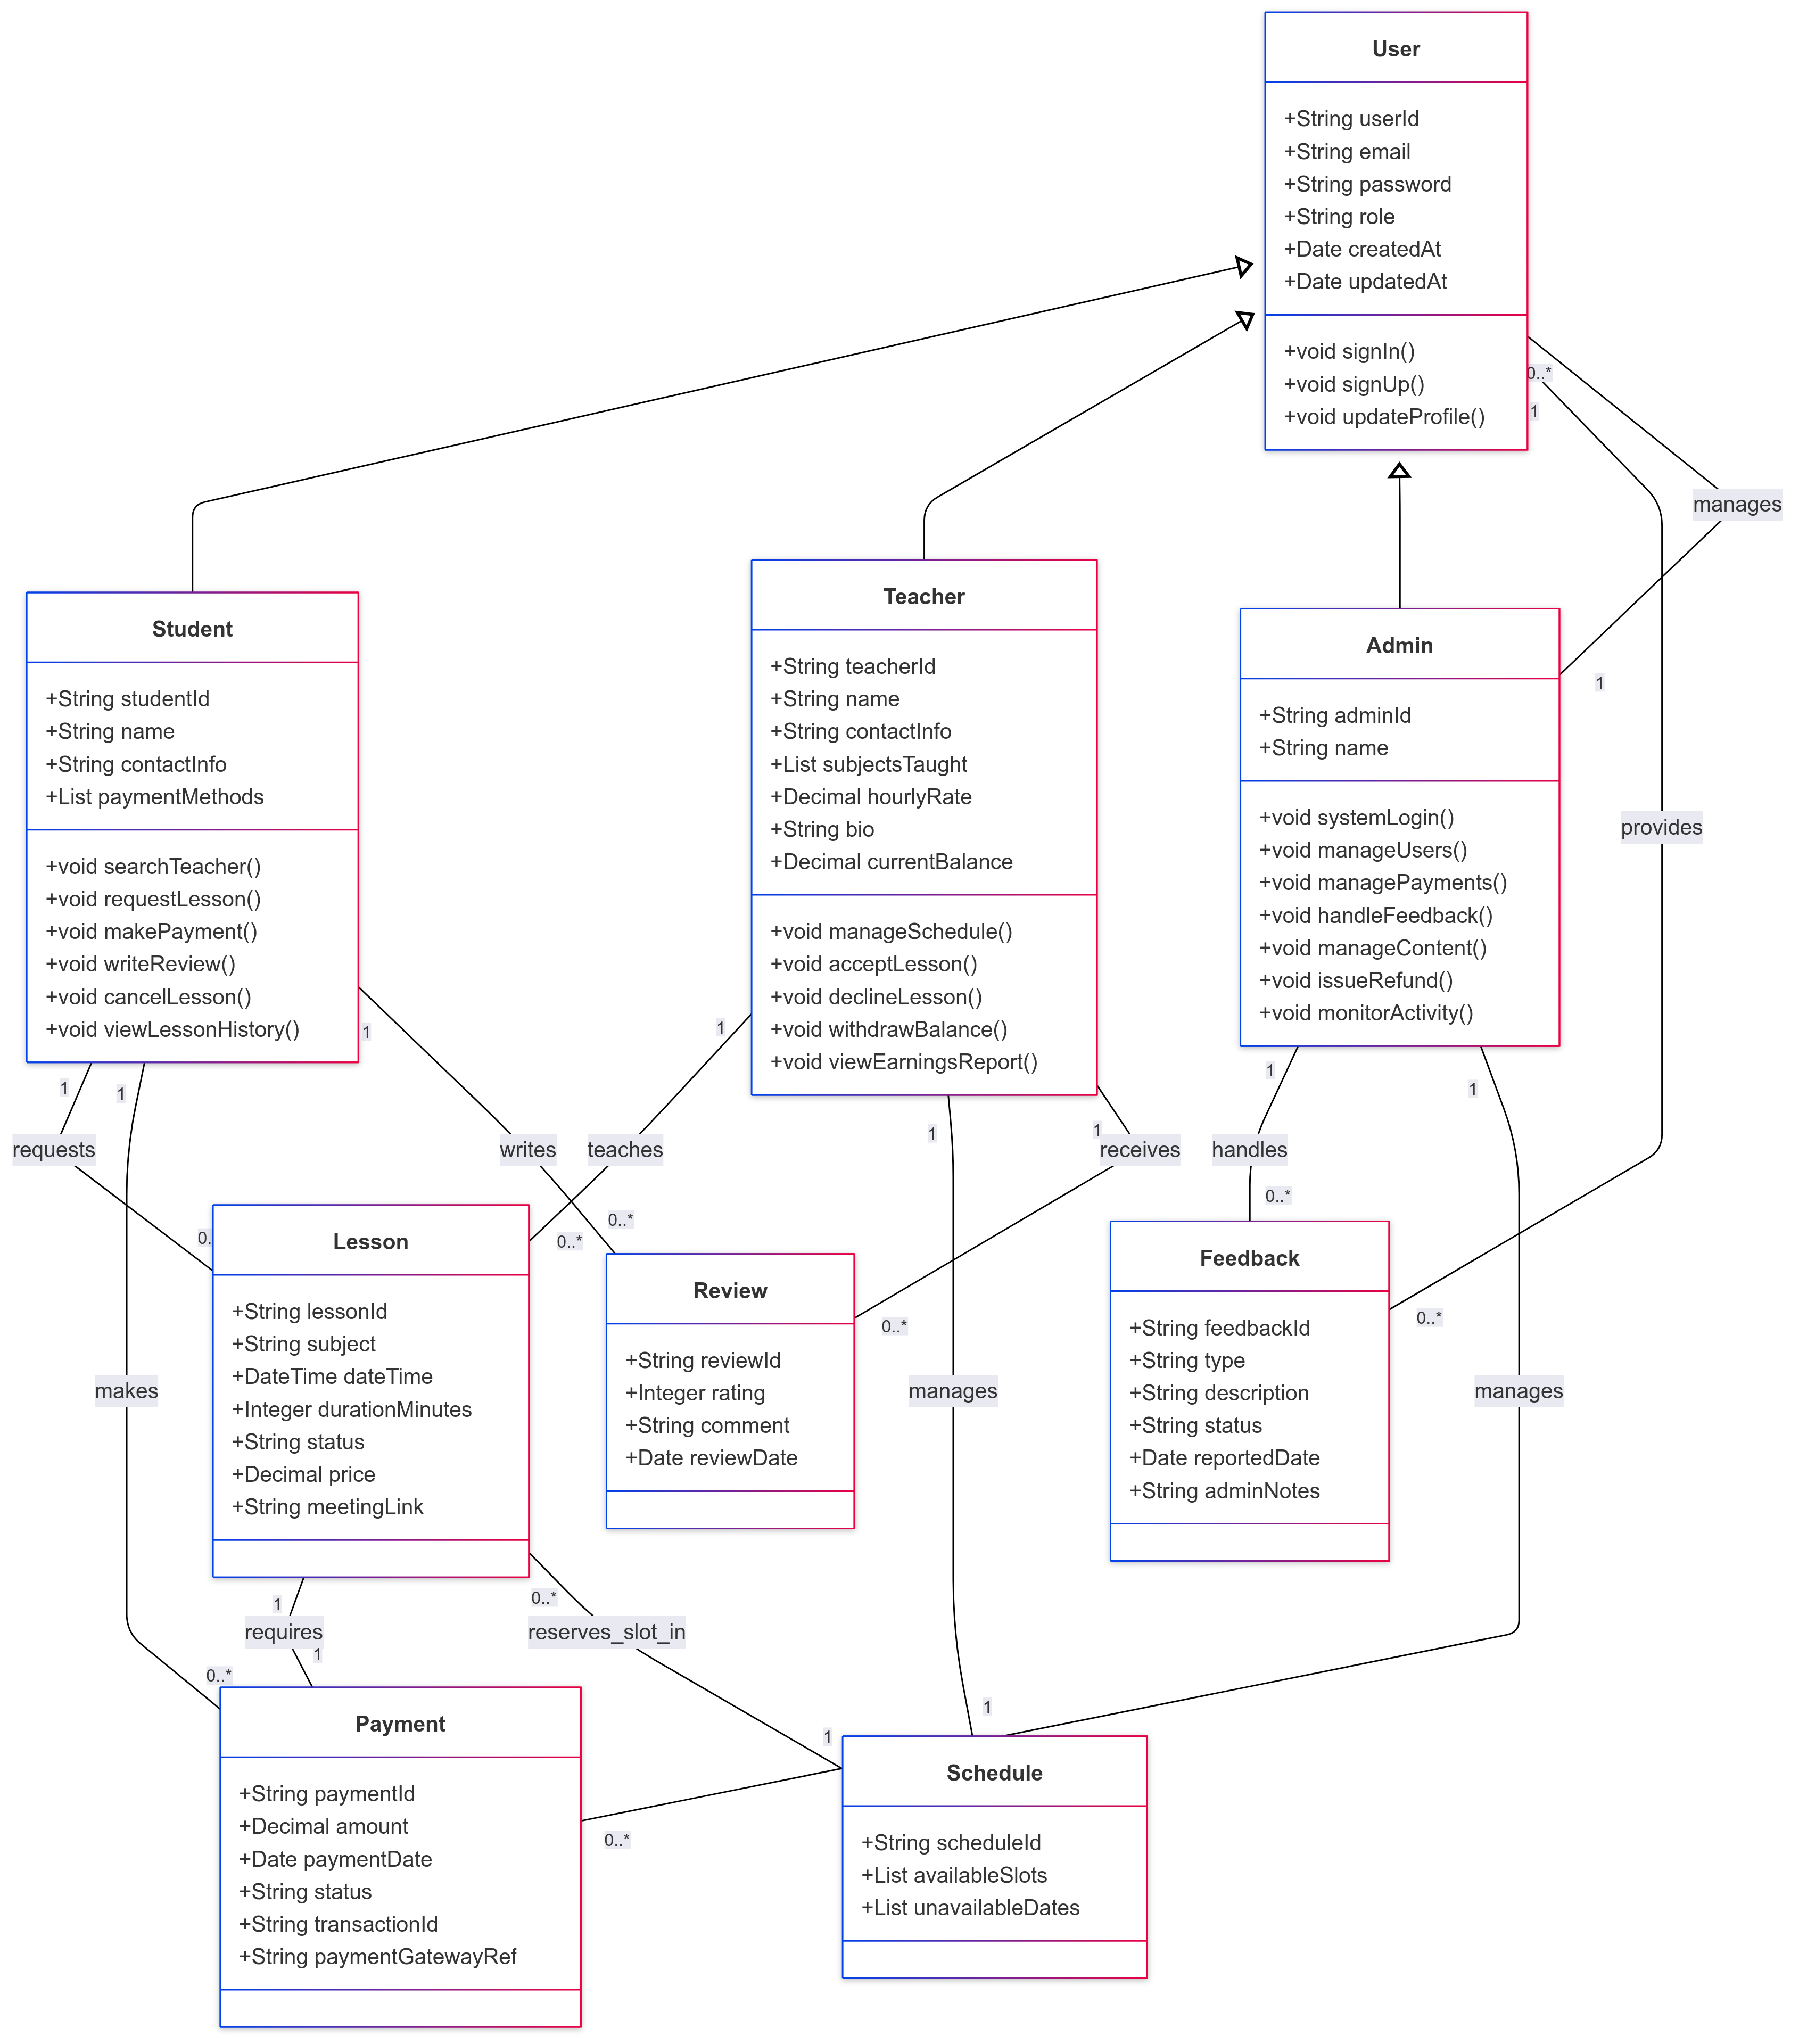 User
+String userId
+String email
+String password
+String role
+Date createdAt
+Date updatedAt
+void signIn()
+void signUp()
+void updateProfile()
0..*
1
manages
1
provides
Student
+String studentId
+String name
+String contactInfo
+List paymentMethods
+void searchTeacher()
+void requestLesson()
+void makePayment()
+void writeReview()
+void cancelLesson()
+void viewLessonHistory()
Teacher
+String teacherId
+String name
+String contactInfo
+List subjectsTaught
+Decimal hourlyRate
+String bio
+Decimal currentBalance
+void manageSchedule()
+void acceptLesson()
+void declineLesson()
+void withdrawBalance()
+void viewEarningsReport()
Admin
+String adminId
+String name
+void systemLogin()
+void manageUsers()
+void managePayments()
+void handleFeedback()
+void manageContent()
+void issueRefund()
+void monitorActivity()
1
1
1
1
1
1
1
1
requests
writes
teaches
receives
handles
0..
0..*
0..*
0..*
0..*
0..*
Lesson
+String lessonId
+String subject
+DateTime dateTime
+Integer durationMinutes
+String status
+Decimal price
+String meetingLink
Review
+String reviewId
+Integer rating
+String comment
+Date reviewDate
Feedback
+String feedbackId
+String type
+String description
+String status
+Date reportedDate
+String adminNotes
makes
manages
manages
1
requires
1
0..*
reserves_slot_in
0..*
1
1
0..*
Payment
+String paymentId
+Decimal amount
+Date paymentDate
+String status
+String transactionId
+String paymentGatewayRef
Schedule
+String scheduleId
+List availableSlots
+List unavailableDates